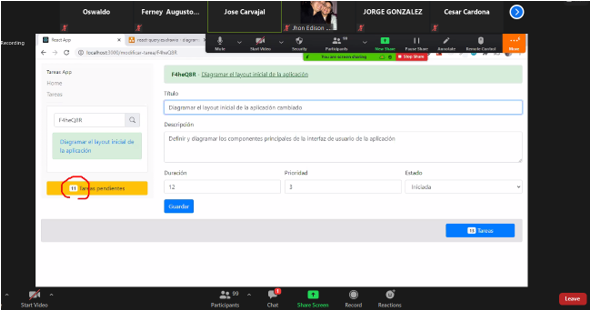 Oswaldo
Ferney Augusto...
Jose Carvajal
Jhon Edison
JORGE GONZALEZ
Cesar Cardona
Recording
React App
localhost:3000/modificar-tarea/F4heQ8R
Mute
Start Video
Security
Participants
New Share
Pause Share
Annotate
Remote Control
More
You are screen sharing
Stop Share
Tareas App
Home
Tareas
F4heQ8R
Diagramar el layout inicial de
la aplicación
11 Tareas pendientes
F4heQ8R - Diagramar el layout inicial de la aplicación
Título
Diagramar el layout inicial de la aplicación cambiado
Descripción
Definir y diagramar los componentes principales de la interfaz de usuario de la aplicación
Duración
Prioridad
Estado
12
3
Iniciada
Guardar
Tareas
Start Video
Participants
Chat
Share Screen
Record
Reactions
Leave